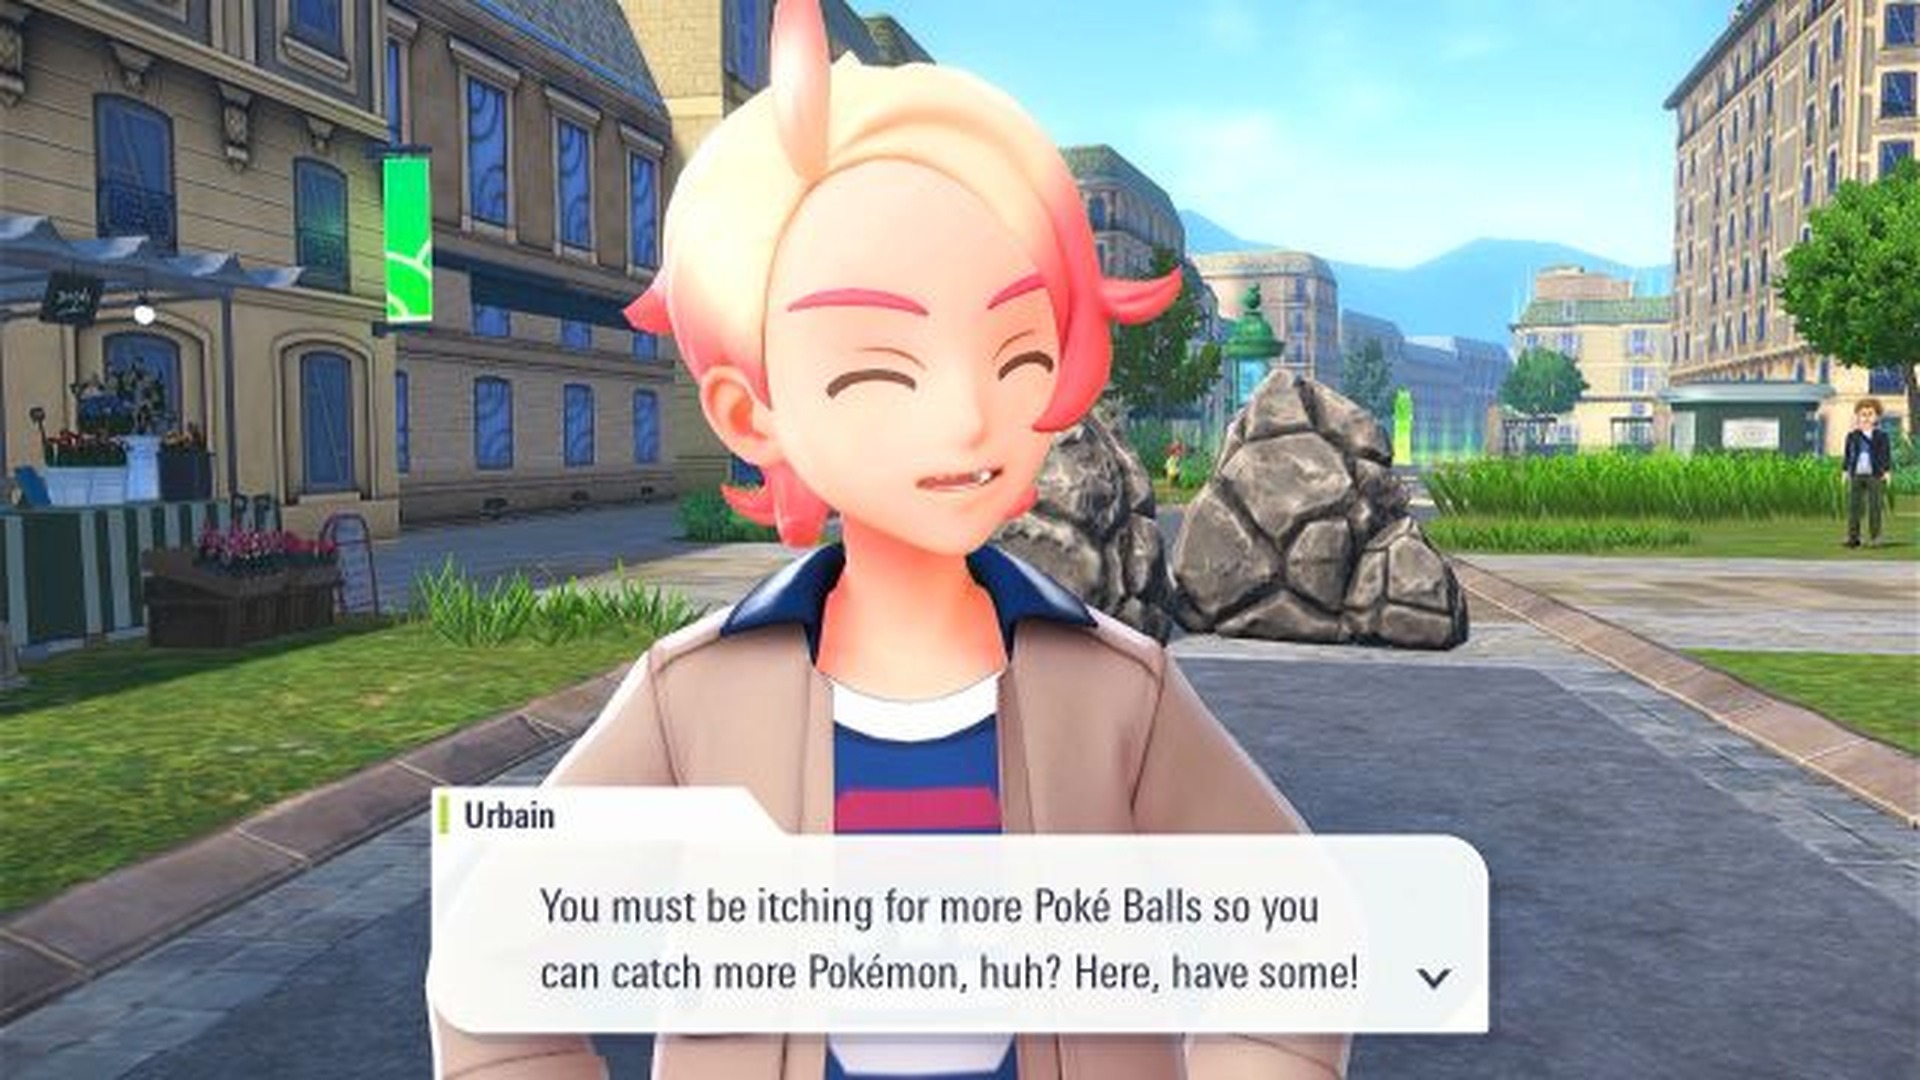 Urbain
You must be itching for more Poké Balls so you
can catch more Pokémon, huh? Here, have some!